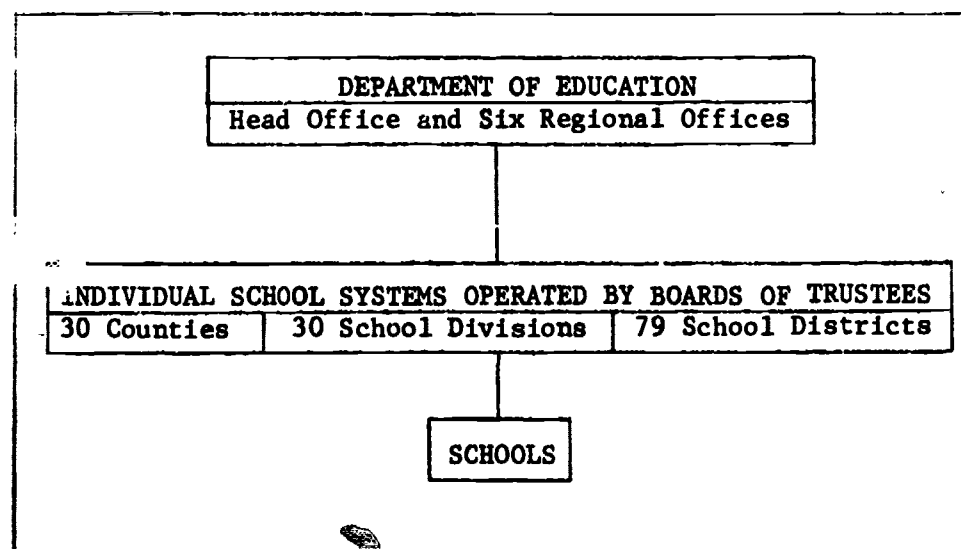 DEPARTMENT OF EDUCATION
Head Office and Six Regional Offices
INDIVIDUAL SCHOOL SYSTEMS OPERATED BY BOARDS OF TRUSTEES
30 Counties 30 School Divisions 79 School Districts
SCHOOLS